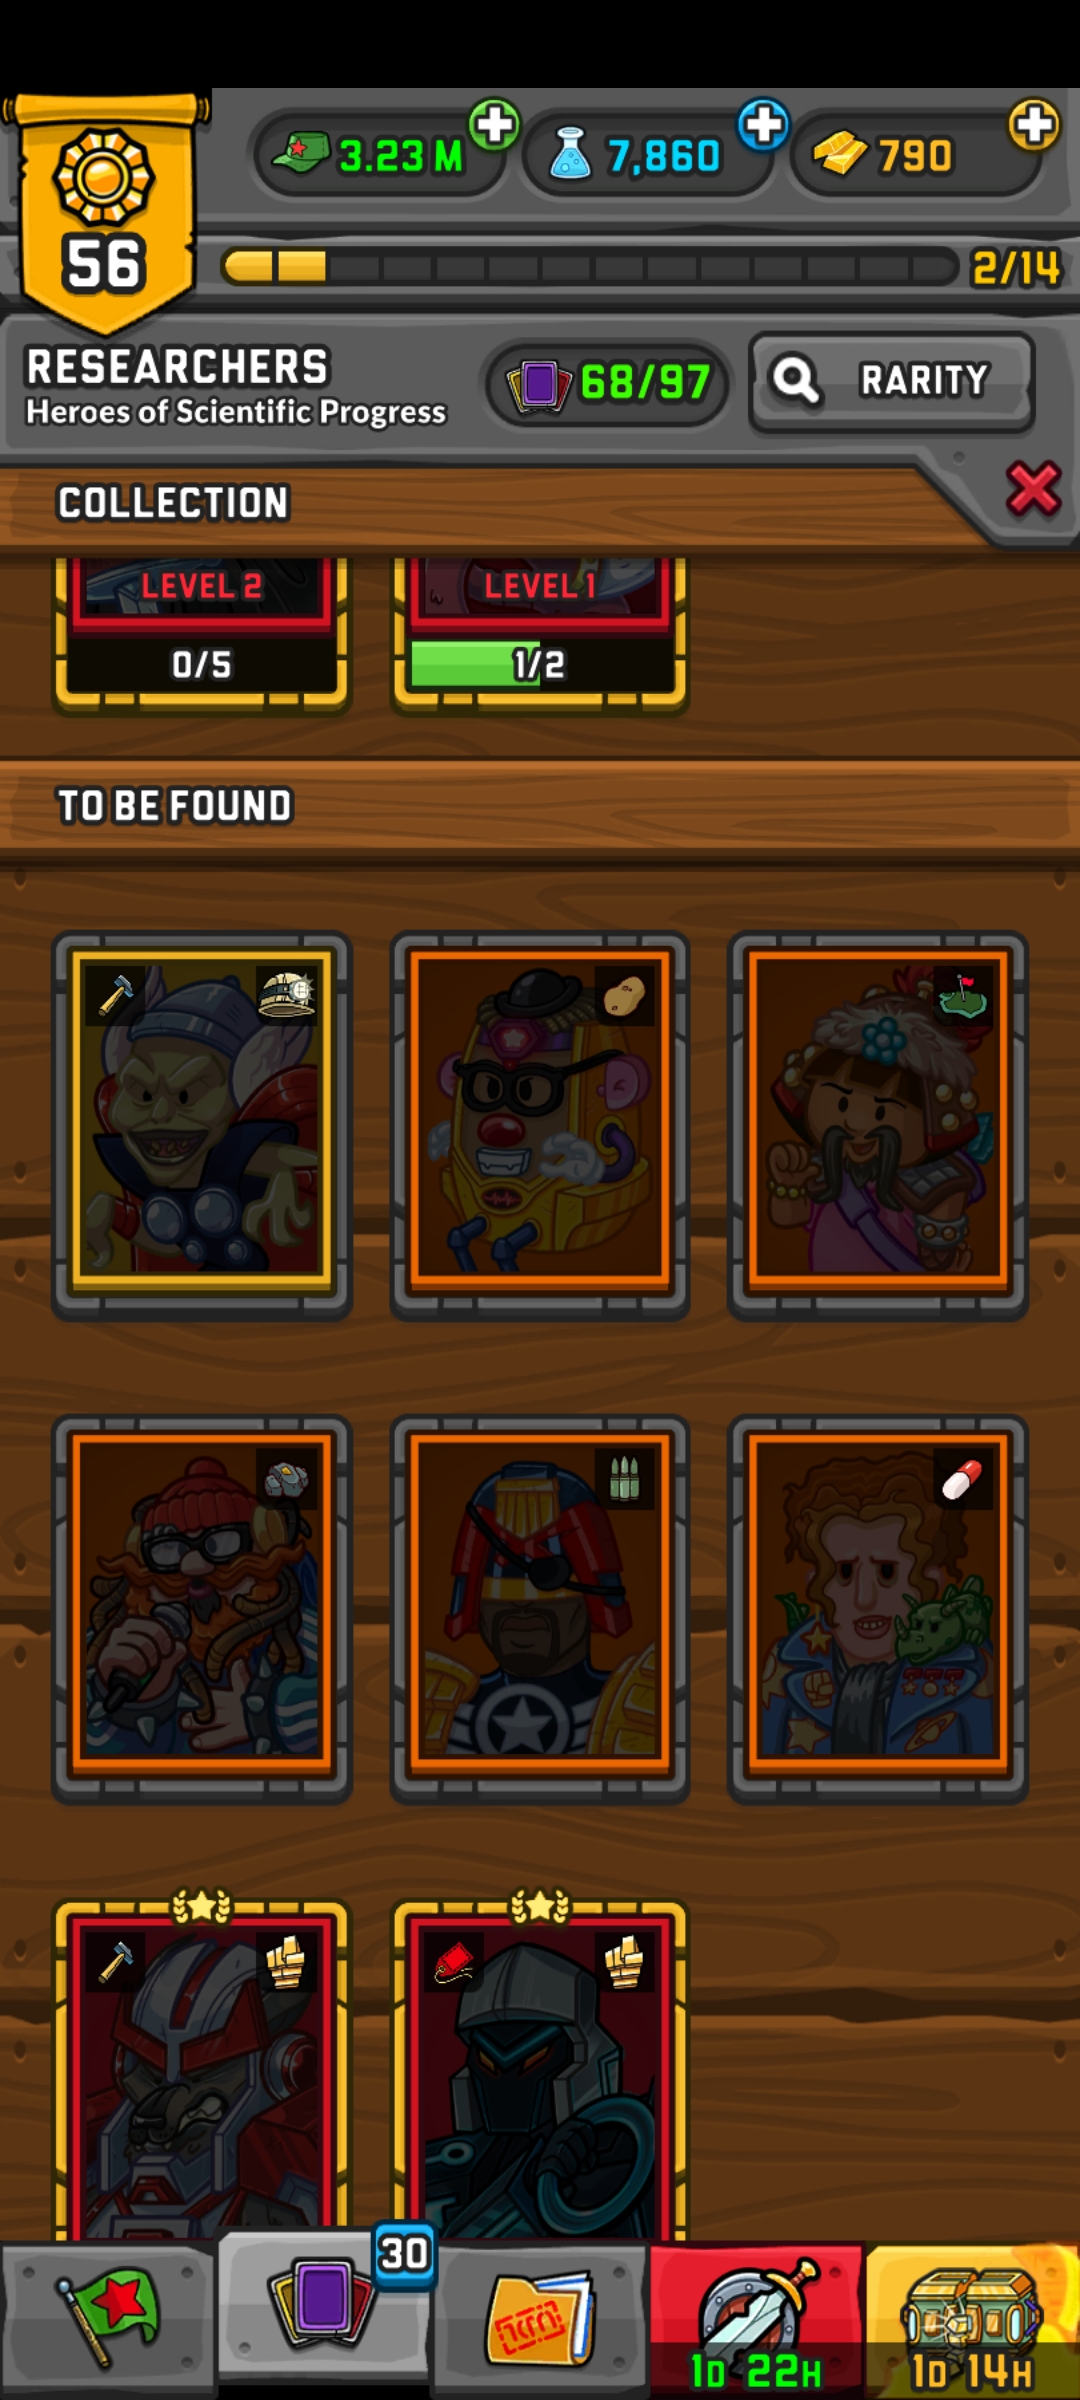 56
3.23 M
7,860
790
2/14
RESEARCHERS
Heroes of Scientific Progress
68/97
RARITY
COLLECTION
LEVEL 2
LEVEL 1
0/5
1/2
TO BE FOUND
30
1D 22H
1D 14H